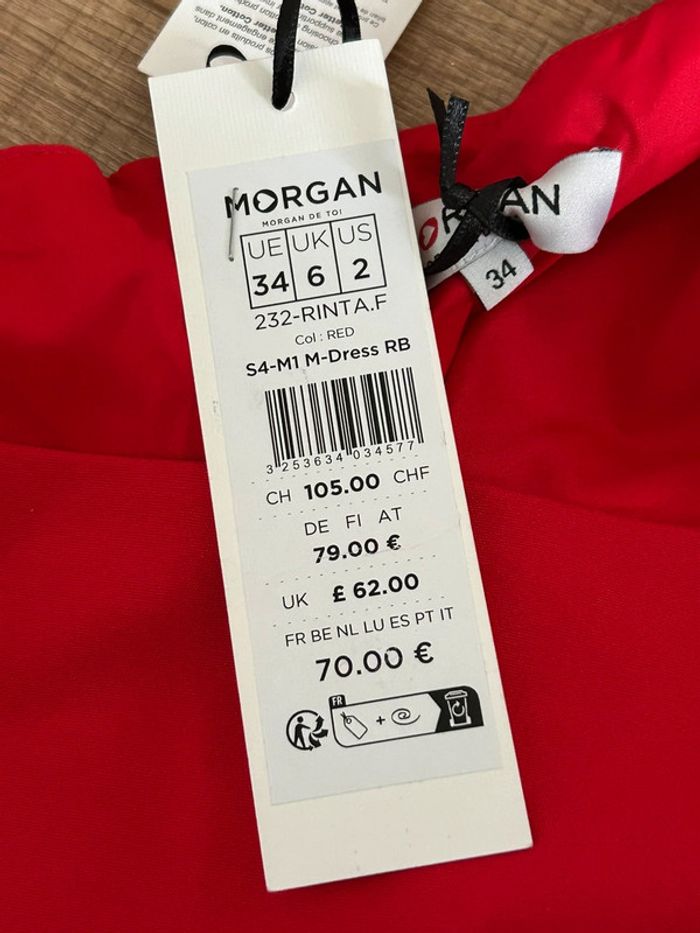 MORGAN
MORGAN DE TOI
UE UK US
34 6 2
232-RINTA.F
Col : RED
S4-M1 M-Dress RB
3 253634 034577
CH 105.00 CHF
DE FI AT
79.00 €
UK £ 62.00
FR BE NL LU ES PT IT
70.00 €
FR
+
34